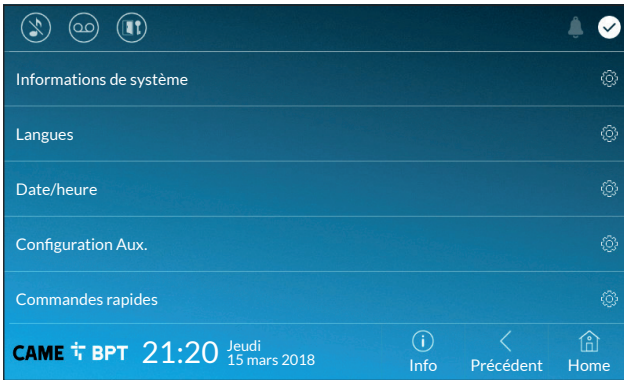 Informations de système
Langues
Date/heure
Configuration Aux.
Commandes rapides
CAME BPT 21:20 Jeudi
15 mars 2018
Info Précédent Home